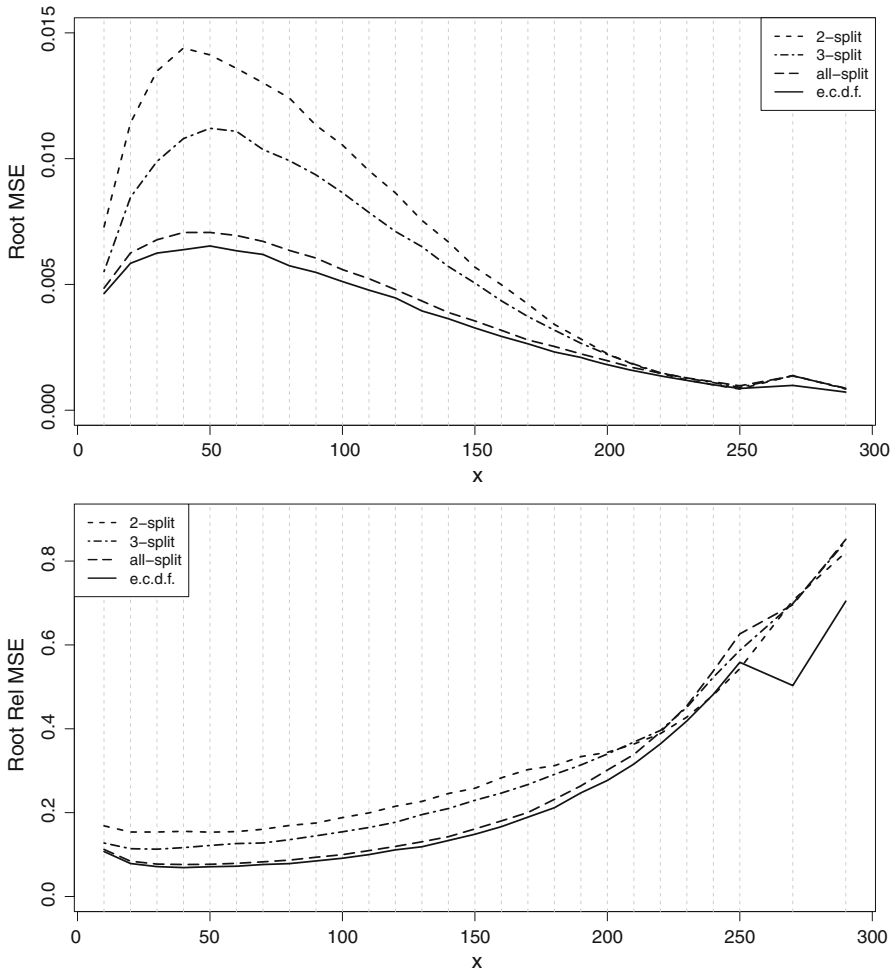 2−split
3−split
all−split
e.c.d.f.
Root MSE
0.015
0.010
0.005
0.000
0 50 100 150 200 250 300
x
2−split
3−split
all−split
e.c.d.f.
Root Rel MSE
0.8
0.6
0.4
0.2
0.0
0 50 100 150 200 250 300
x